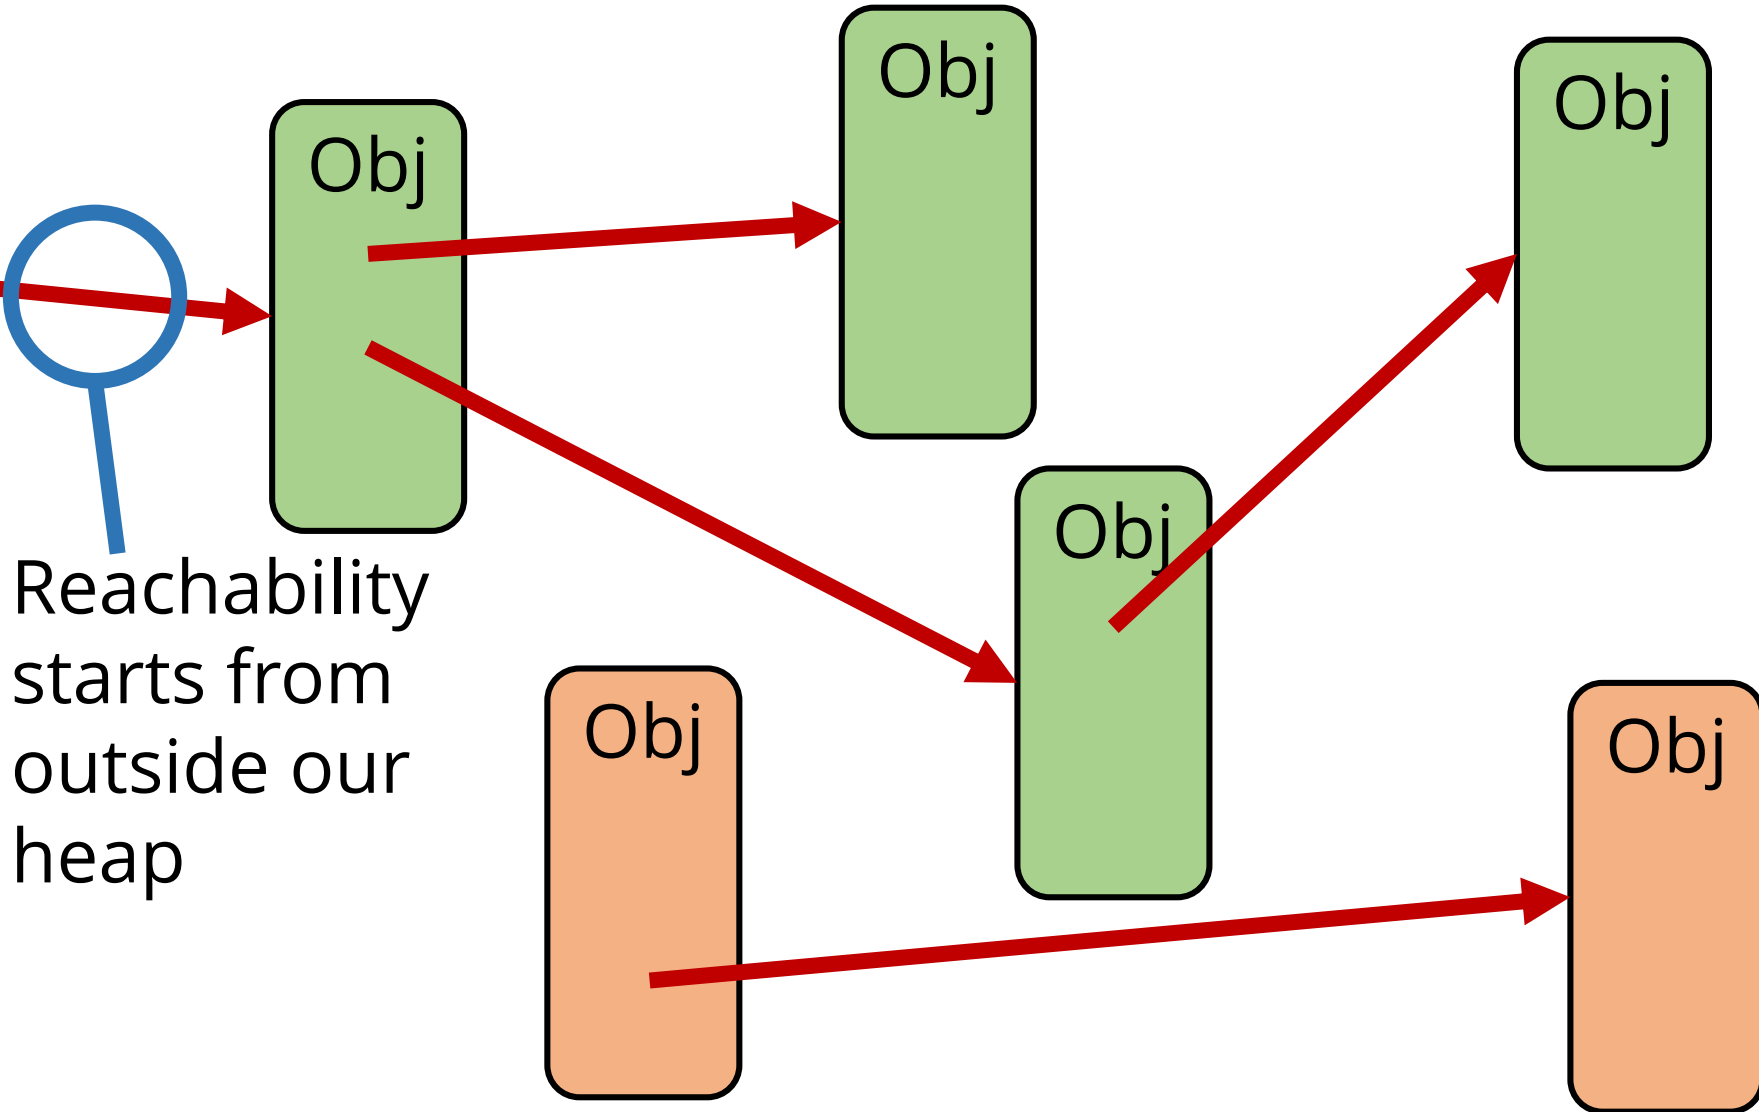 Obj
Obj
Obj
Obj
Reachability
starts from
outside our
heap
Obj
Obj